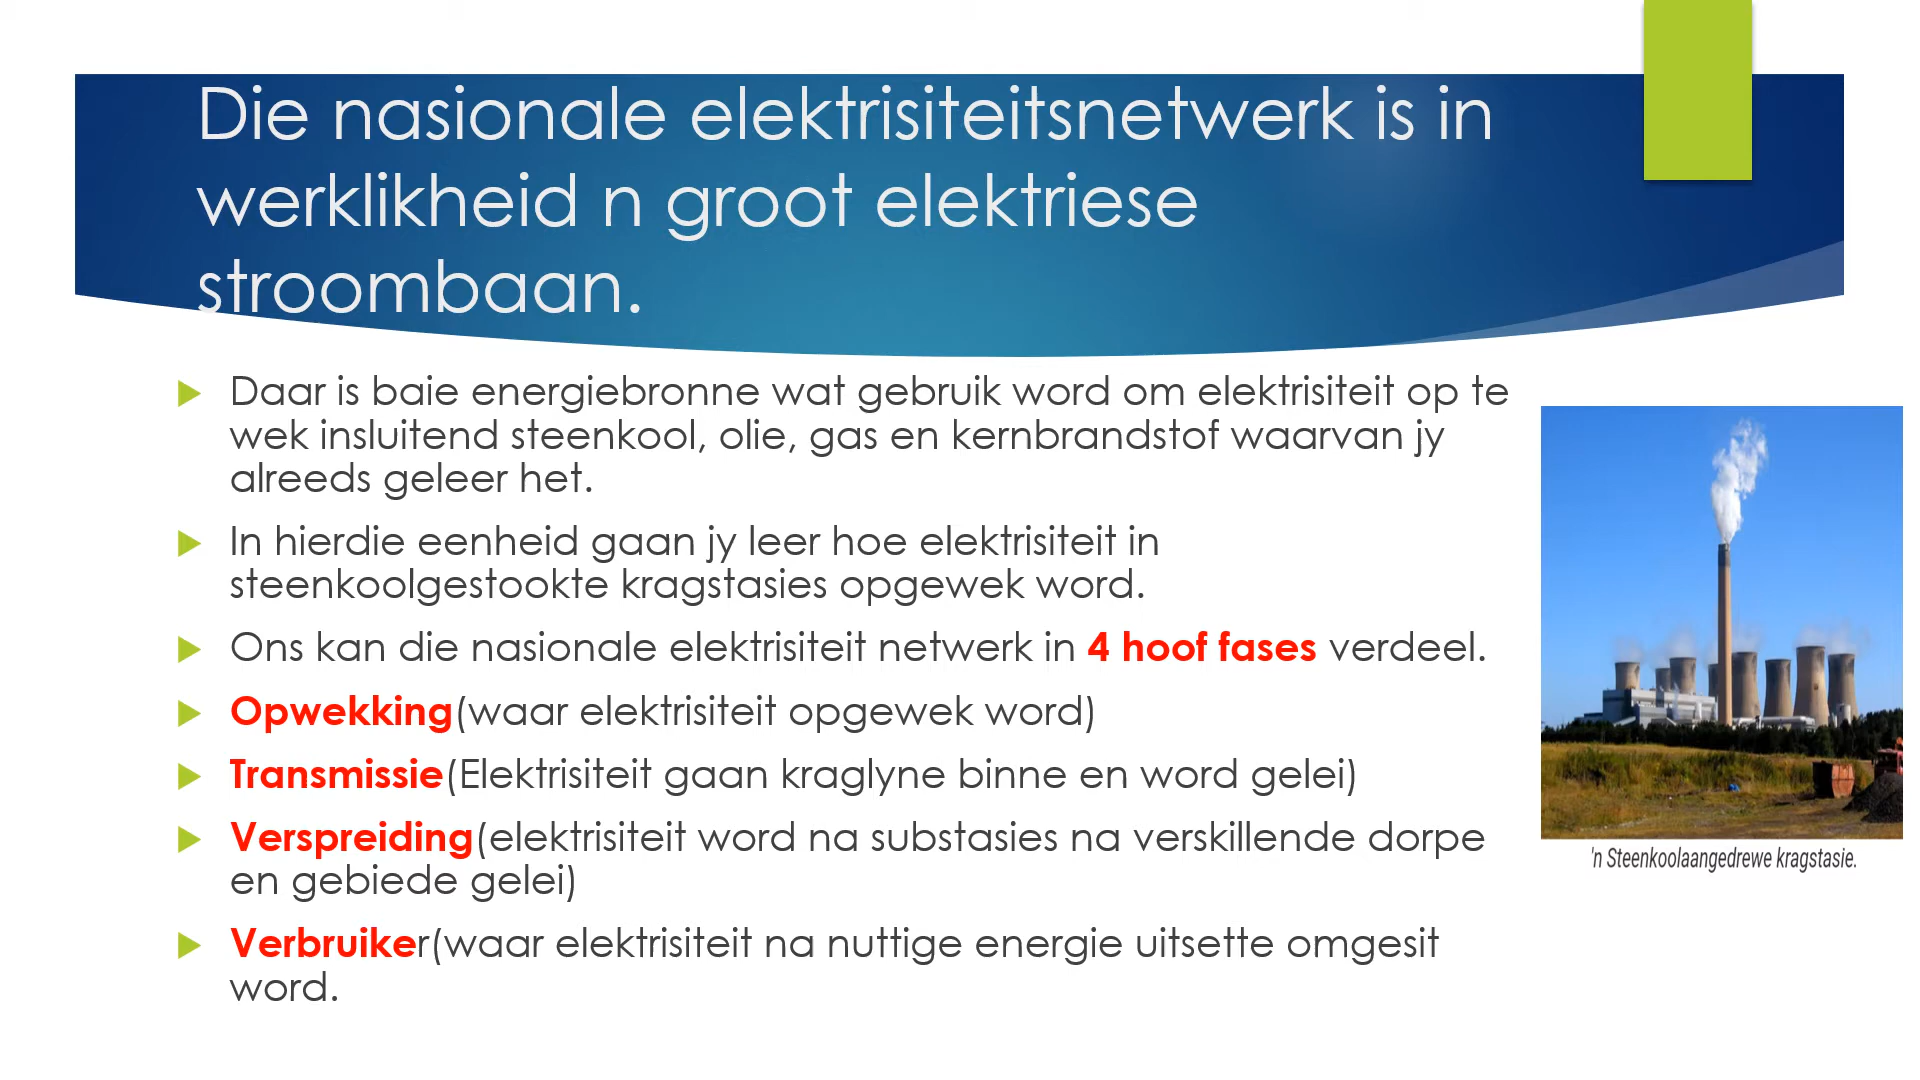 Die nasionale elektrisiteitsnetwerk is in
werklikheid n groot elektriese
stroombaan.
Daar is baie energiebronne wat gebruik word om elektrisiteit op te
wek insluitend steenkool, olie, gas en kernbrandstof waarvan jy
alreeds geleer het.
In hierdie eenheid gaan jy leer hoe elektrisiteit in
steenkoolgestookte kragstasies opgewek word.
Ons kan die nasionale elektrisiteit netwerk in 4 hoof fases verdeel.
Opwekking(waar elektrisiteit opgewek word)
Transmissie(Elektrisiteit gaan kraglyne binne en word gelei)
Verspreiding(elektrisiteit word na substasies na verskillende dorpe
en gebiede gelei)
Verbruiker(waar elektrisiteit na nuttige energie uitsette omgesit
word.
'n Steenkoolaangedrewe kragstasie.